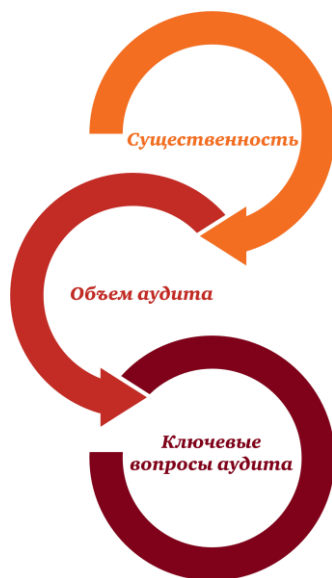 Существенность
Объем аудита
Ключевые
вопросы аудита